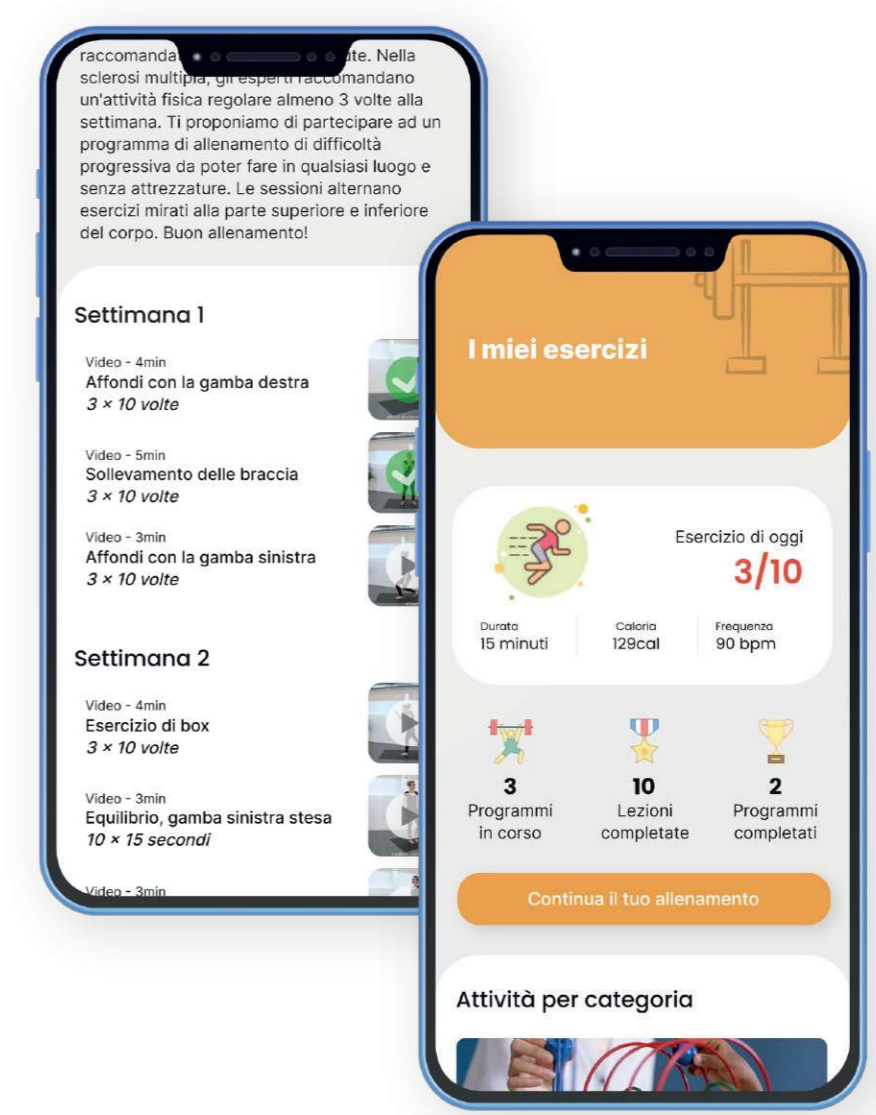 raccomandat ute. Nella
sclerosi multipla, gli esperti raccomandano
un'attività fisica regolare almeno 3 volte alla
settimana. Ti proponiamo di partecipare ad un
programma di allenamento di difficoltà
progressiva da poter fare in qualsiasi luogo e
senza attrezzature. Le sessioni alternano
esercizi mirati alla parte superiore e inferiore
del corpo. Buon allenamento!
Settimana 1
Video - 4min
Affondi con la gamba destra
3 × 10 volte
Video - 5min
Sollevamento delle braccia
3 × 10 volte
Video - 3min
Affondi con la gamba sinistra
3 × 10 volte
Settimana 2
Video - 4min
Esercizio di box
3 × 10 volte
Video - 3min
Equilibrio, gamba sinistra stesa
10 × 15 secondi
Video - 3min
I miei esercizi
Esercizio di oggi
3/10
Durata
15 minuti
Caloria
129cal
Frequenza
90 bpm
3
Programmi
in corso
10
Lezioni
completate
2
Programmi
completati
Continua il tuo allenamento
Attività per categoria